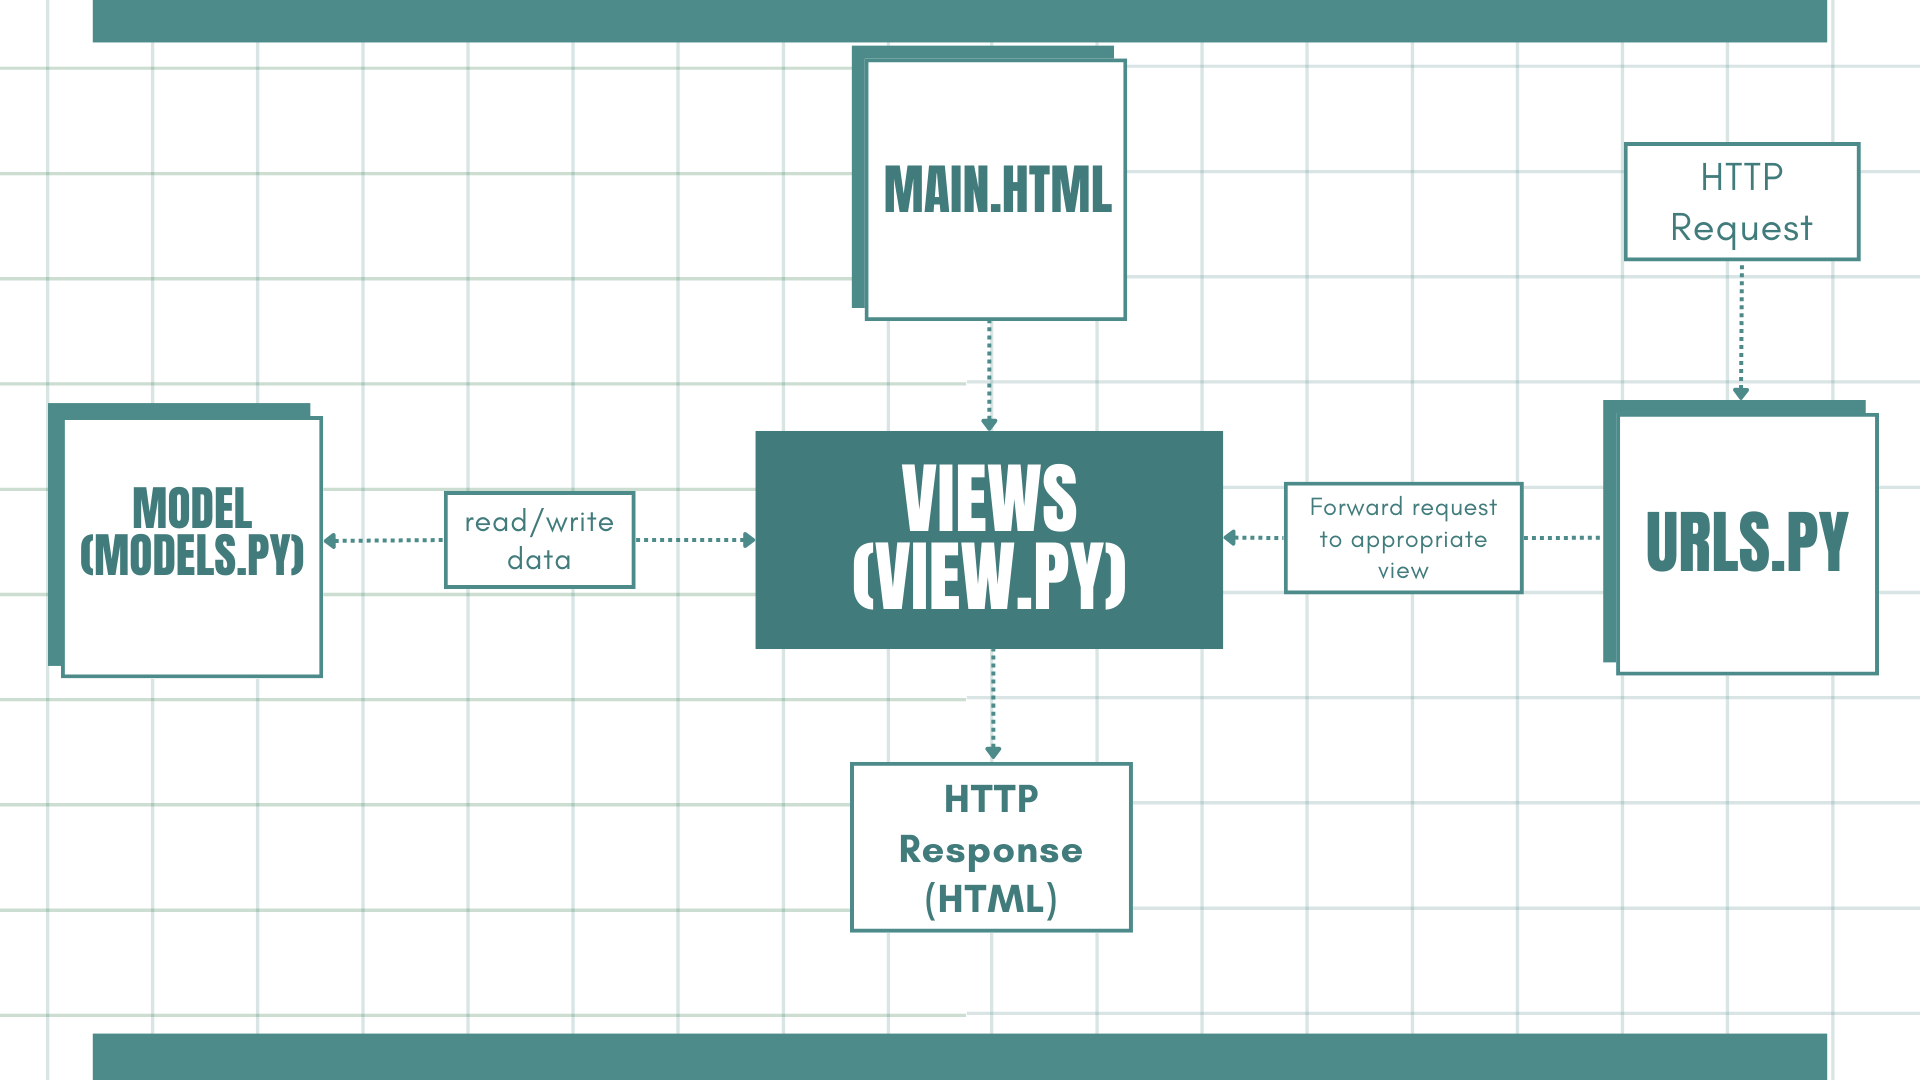 MAIN.HTML
HTTP
Request
MODEL
(MODELS.PY)
read/write
data
VIEWS
(VIEW.PY)
Forward request
to appropriate
view
URLS.PY
HTTP
Response
(HTML)